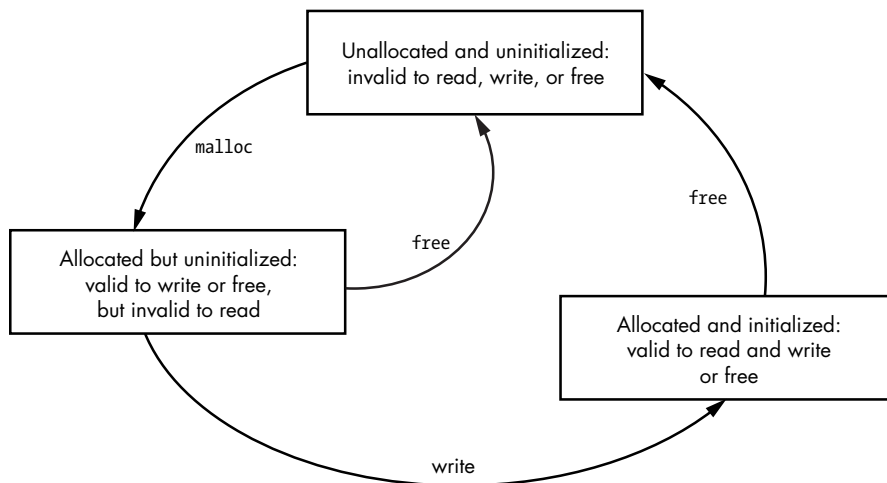 Unallocated and uninitialized:
invalid to read, write, or free
malloc
free
free
Allocated but uninitialized:
valid to write or free,
but invalid to read
Allocated and initialized:
valid to read and write
or free
write